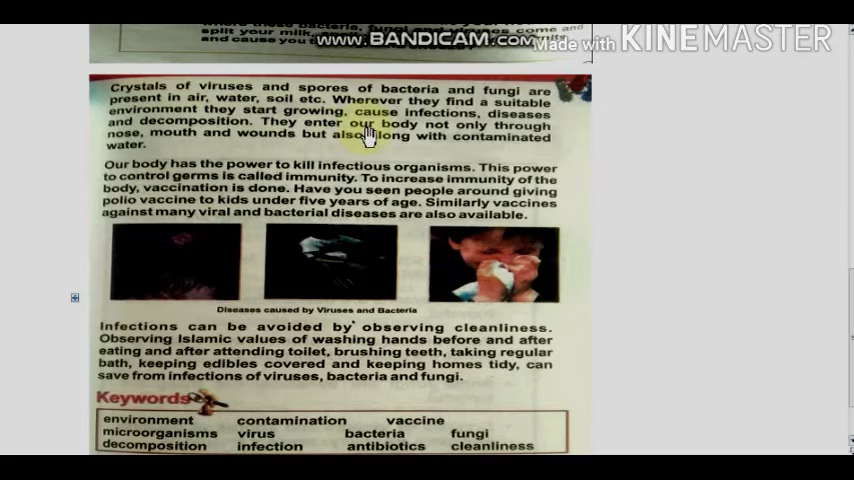 split your milk,
and cause you
www.BANDICAM.com
Made with KINEMASTER
Crystals of viruses and spores of bacteria and fungi are
present in air, water, soil etc. Wherever they find a suitable
environment they start growing, cause infections, diseases
and decomposition. They enter our body not only through
nose, mouth and wounds but also along with contaminated
water.
Our body has the power to kill infectious organisms. This power
to control germs is called immunity. To increase immunity of the
body, vaccination is done. Have you seen people around giving
polio vaccine to kids under five years of age. Similarly vaccines
against many viral and bacterial diseases are also available.
Diseases caused by Viruses and Bacteria
Infections can be avoided by observing cleanliness.
Observing Islamic values of washing hands before and after
eating and after attending toilet, brushing teeth, taking regular
bath, keeping edibles covered and keeping homes tidy, can
save from infections of viruses, bacteria and fungi.
Keywords
environment contamination vaccine
microorganisms virus bacteria fungi
decomposition infection antibiotics cleanliness